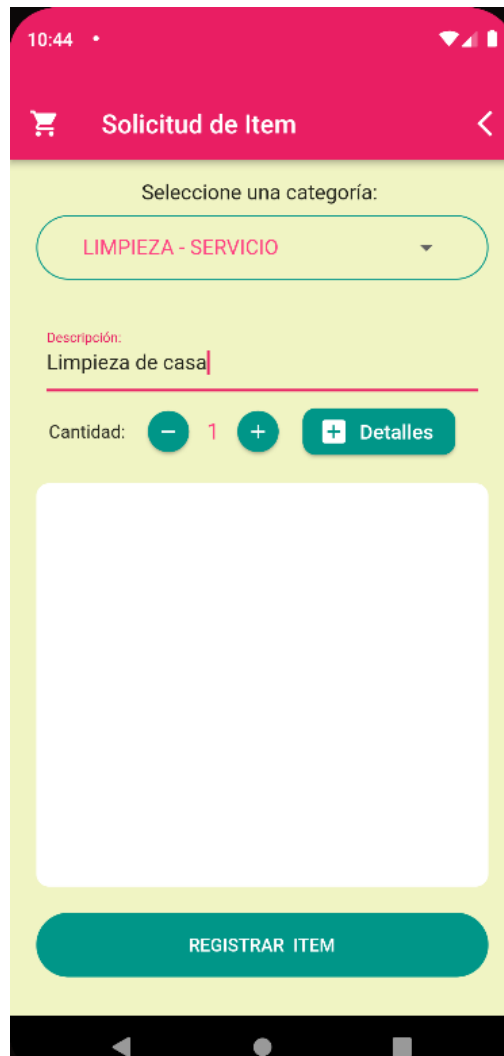 10:44
Solicitud de Item
Seleccione una categoría:
LIMPIEZA - SERVICIO
Descripción:
Limpieza de casa
Cantidad: 1 Detalles
REGISTRAR ITEM